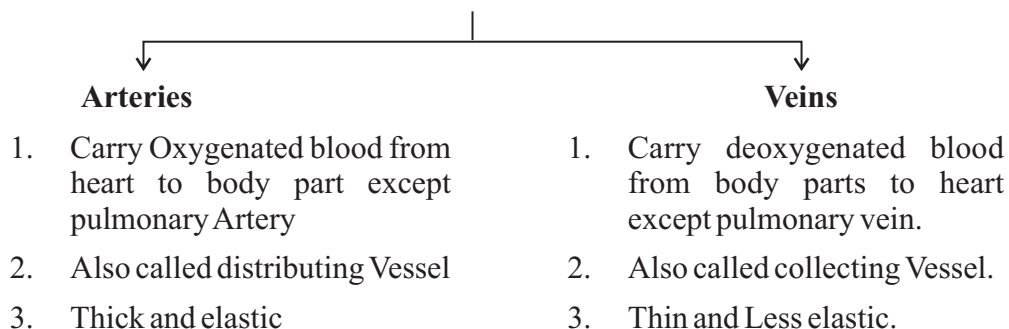 Arteries
1. Carry Oxygenated blood from
heart to body part except
pulmonary Artery
2. Also called distributing Vessel
3. Thick and elastic
Veins
1. Carry deoxygenated blood
from body parts to heart
except pulmonary vein.
2. Also called collecting Vessel.
3. Thin and Less elastic.